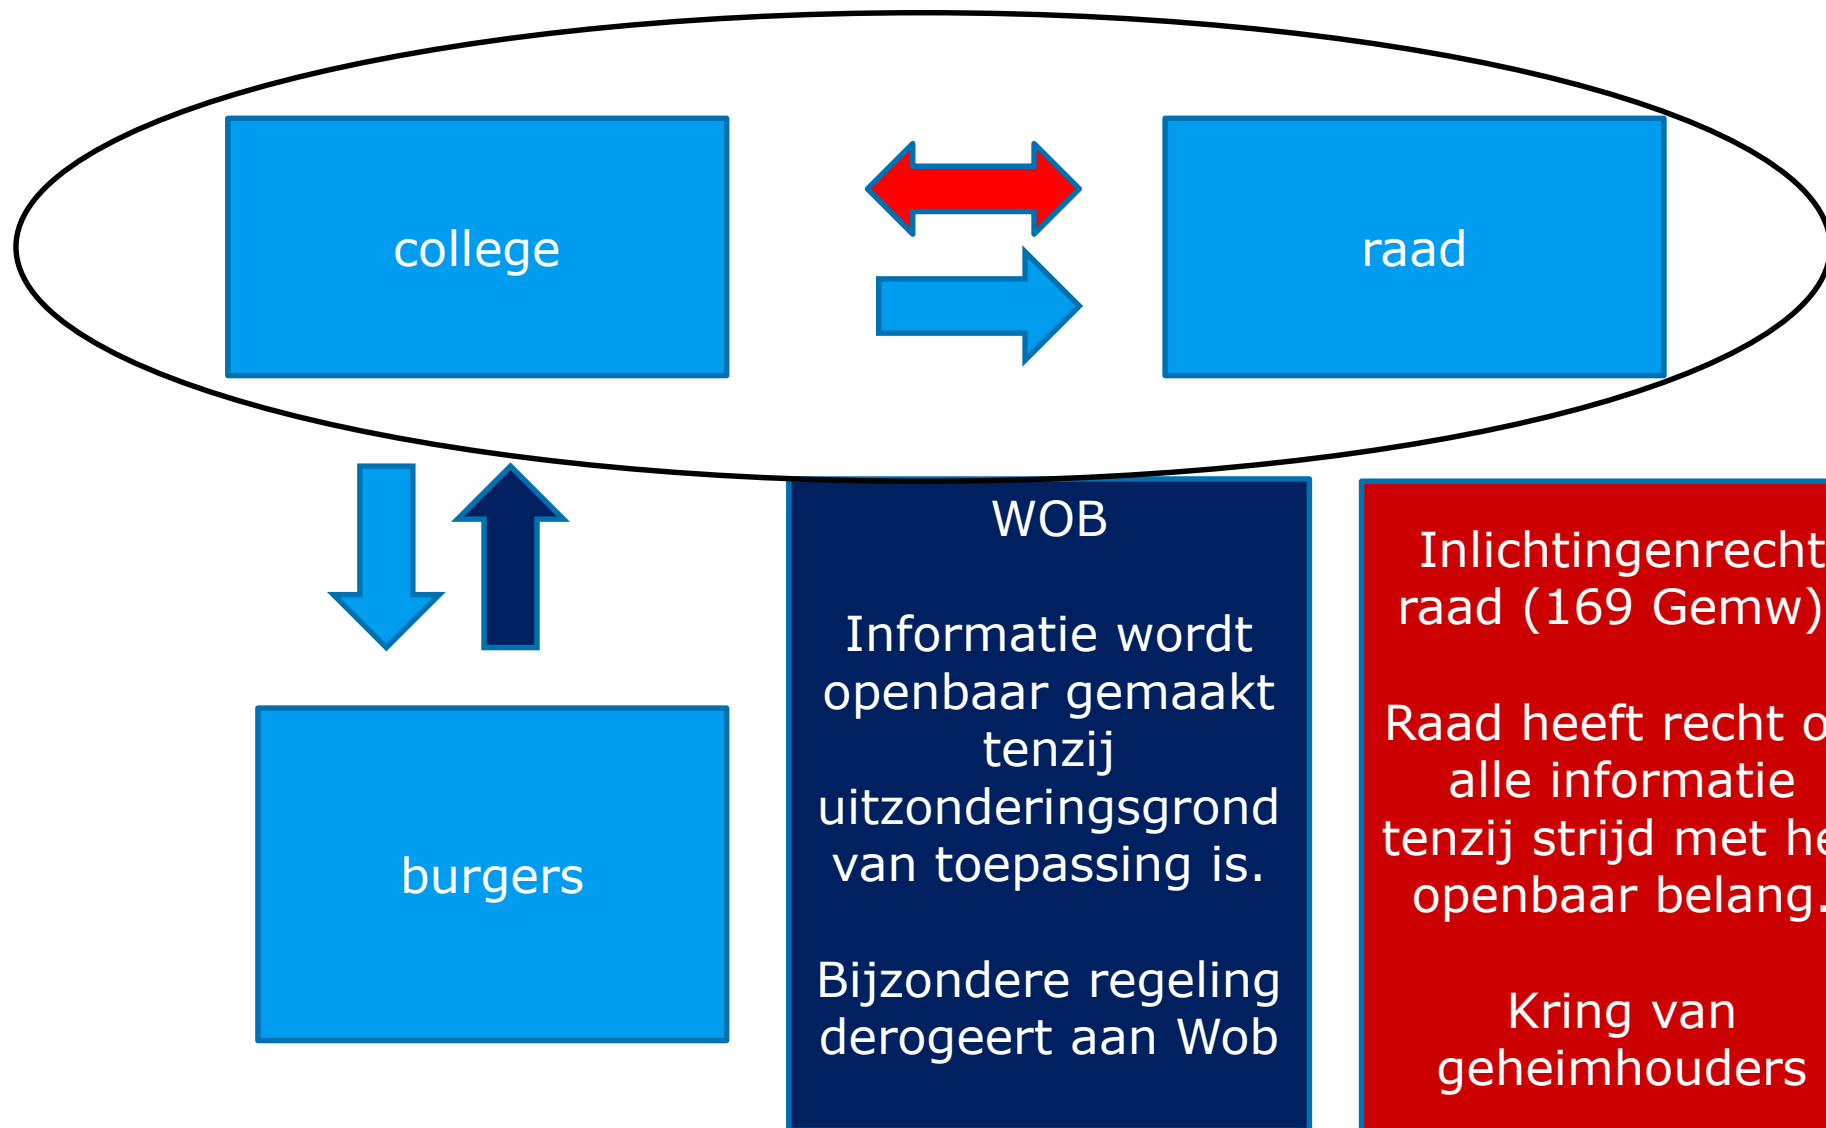 college
raad
WOB
Informatie wordt
openbaar gemaakt
tenzij
uitzonderingsgrond
van toepassing is.
Bijzondere regeling
derogeert aan Wob
Inlichtingenrecht
raad (169 Gemw)
Raad heeft recht
alle informatie
tenzij strijd met
openbaar belang.
Kring van
geheimhouders
burgers